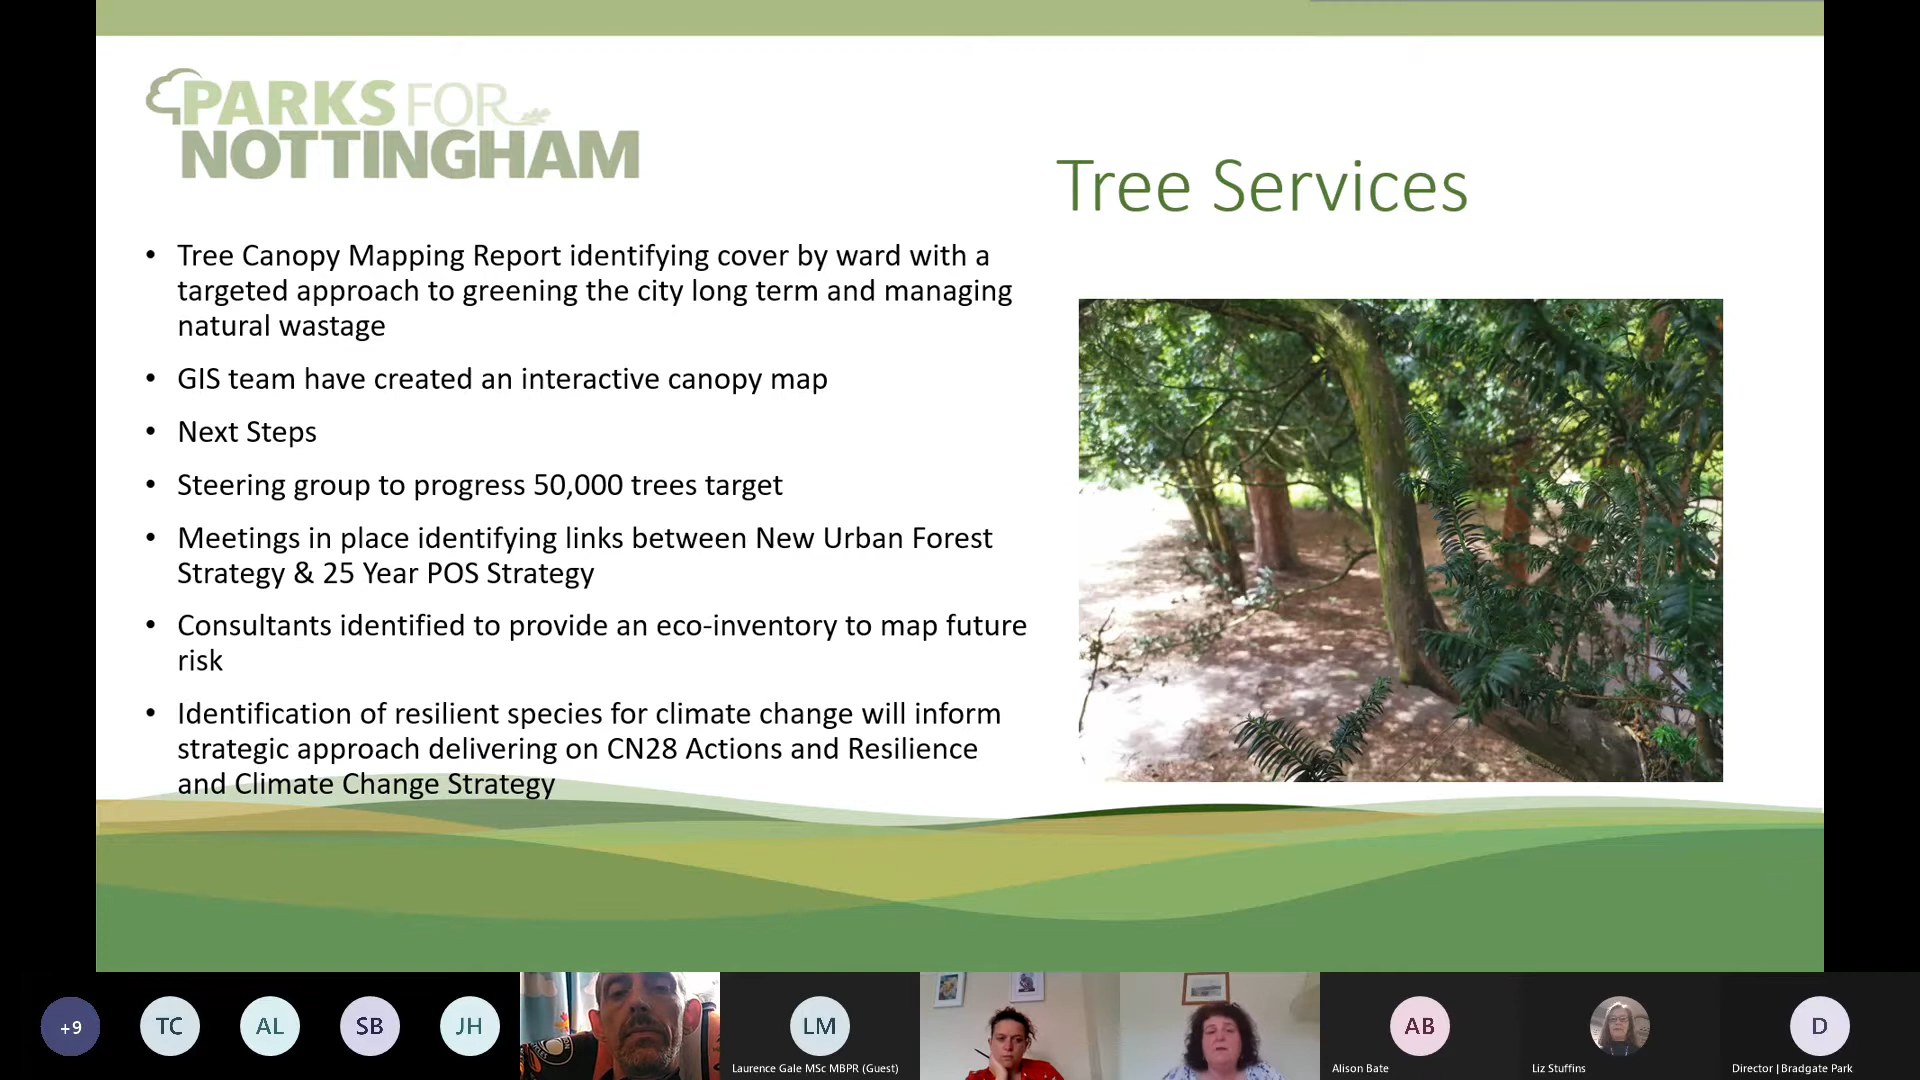 PARKS FOR
NOTTINGHAM
Tree Services
• Tree Canopy Mapping Report identifying cover by ward with a
targeted approach to greening the city long term and managing
natural wastage
• GIS team have created an interactive canopy map
• Next Steps
• Steering group to progress 50,000 trees target
• Meetings in place identifying links between New Urban Forest
Strategy & 25 Year POS Strategy
• Consultants identified to provide an eco-inventory to map future
risk
• Identification of resilient species for climate change will inform
strategic approach delivering on CN28 Actions and Resilience
and Climate Change Strategy
+9
TC
AL
SB
JH
LM
Laurence Gale MSc MBPR (Guest)
AB
Alison Bate
Liz Stuffins
D
Director |Bradgate Park